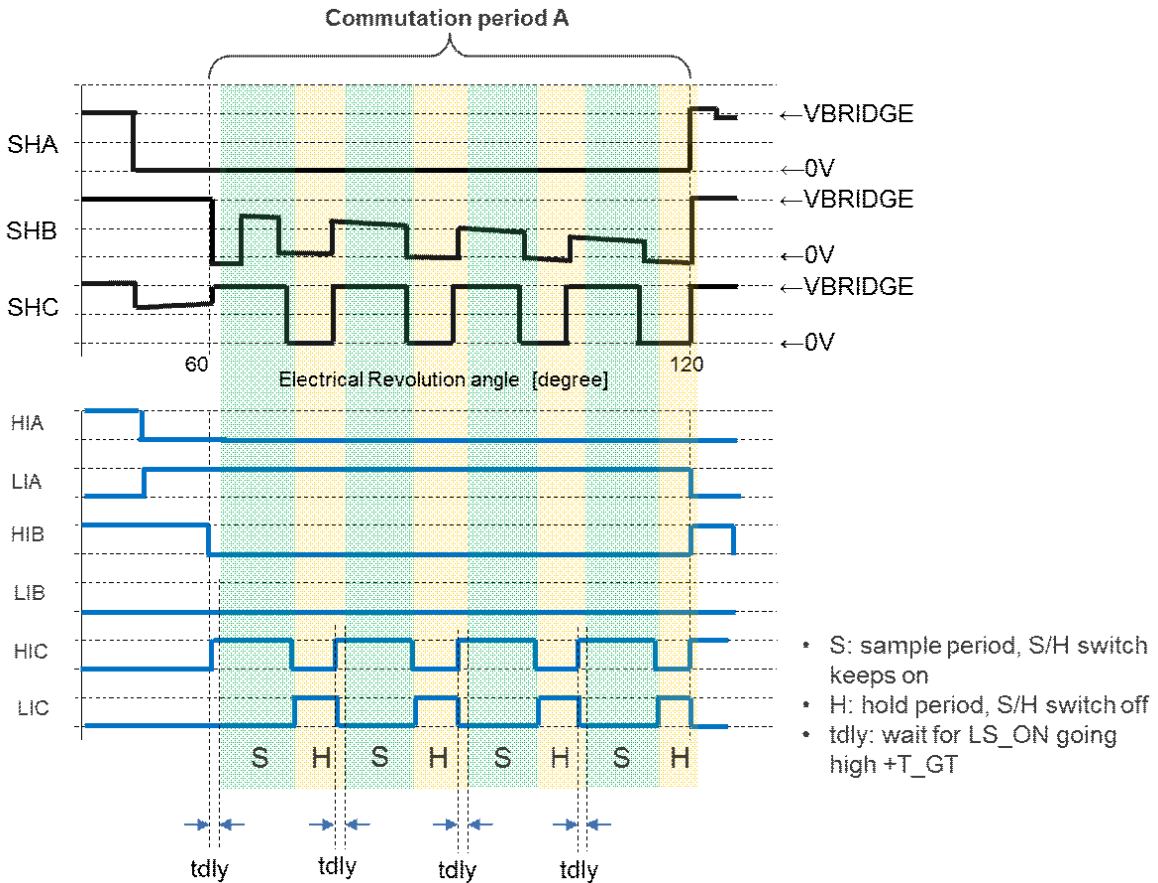 Commutation period A
←VBRIDGE
SHA
←0V
←VBRIDGE
SHB
←0V
←VBRIDGE
SHC
←0V
60
120
Electrical Revolution angle [degree]
HIA
LIA
HIB
LIB
HIC
LIC
S H S H S H S H
• S: sample period, S/H switch
keeps on
• H: hold period, S/H switch off
• tdly: wait for LS_ON going
high +T_GT
tdly tdly tdly tdly